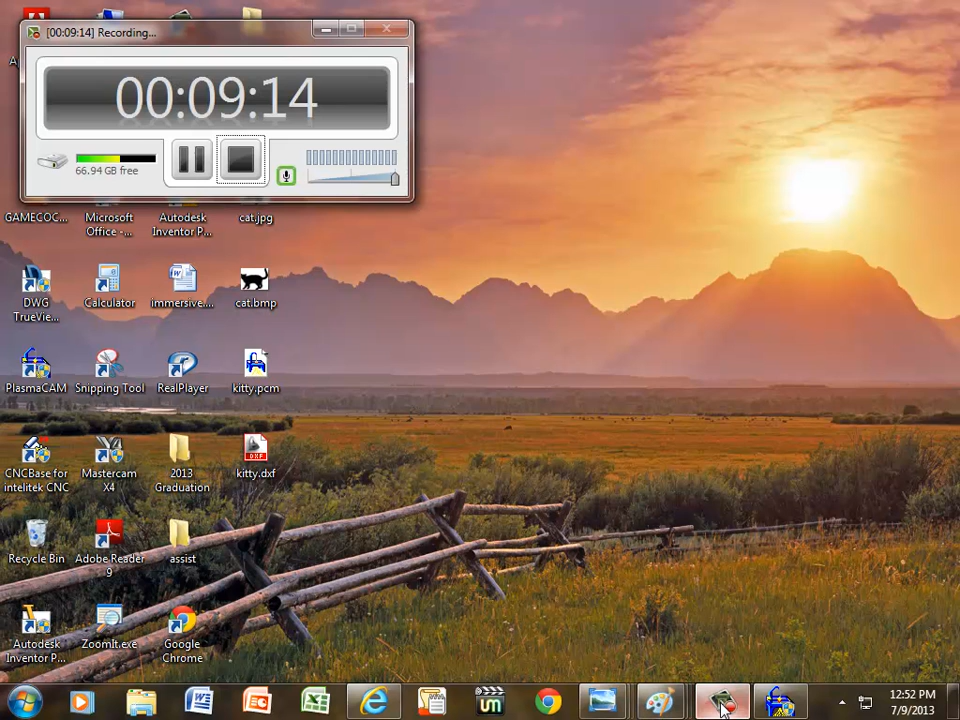 [00:09:14] Recording...
00:09:14
66.94 GB free
GAMECOC...
Microsoft
Office -...
Autodesk
Inventor P...
cat.jpg
DWG
TrueVie...
Calculator
immersive....
cat.bmp
PlasmaCAM
Snipping Tool
RealPlayer
kitty.pcm
CNCBase for
intelitek CNC
Mastercam
X4
2013
Graduation
DXF
kitty.dxf
Recycle Bin
Adobe Reader
9
assist
Autodesk
Inventor P...
ZoomIt.exe
Google
Chrome
um
12:52 PM
7/9/2013